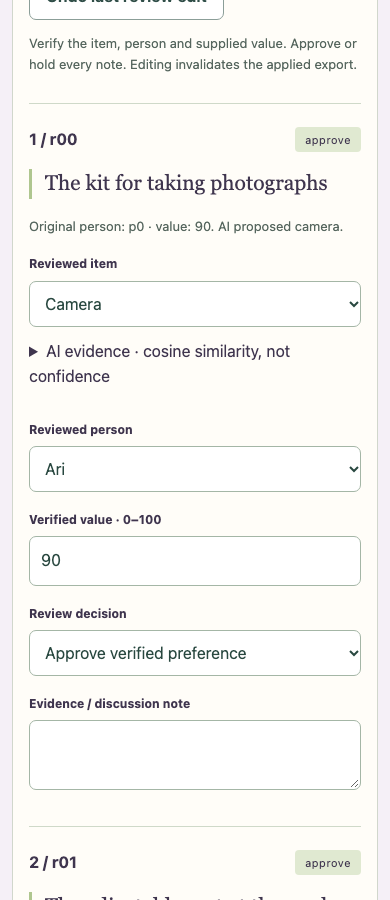 Verify the item, person and supplied value. Approve or
hold every note. Editing invalidates the applied export.
1 / r00
approve
The kit for taking photographs
Original person: p0 · value: 90. AI proposed camera.
Reviewed item
Camera
AI evidence · cosine similarity, not
confidence
Reviewed person
Ari
Verified value · 0–100
90
Review decision
Approve verified preference
Evidence / discussion note
2 / r01
approve